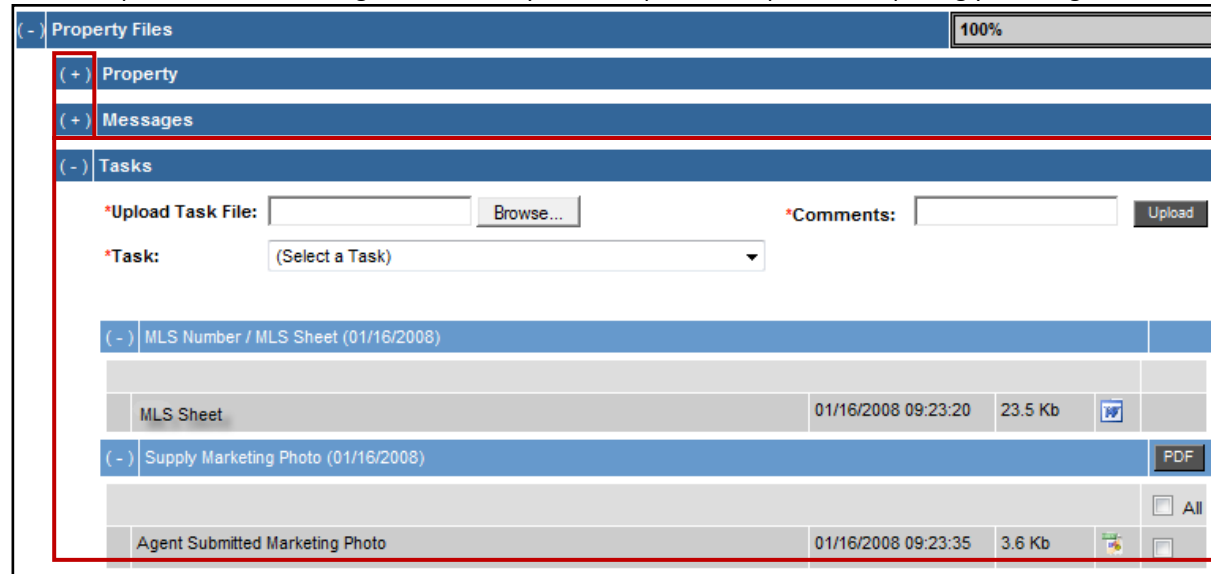 ( - ) Property Files 100%
( + ) Property
( + ) Messages
( - ) Tasks
*Upload Task File: Browse... *Comments: Upload
*Task: (Select a Task)
( - ) MLS Number / MLS Sheet (01/16/2008)
MLS Sheet 01/16/2008 09:23:20 23.5 Kb
( - ) Supply Marketing Photo (01/16/2008) PDF
All
Agent Submitted Marketing Photo 01/16/2008 09:23:35 3.6 Kb